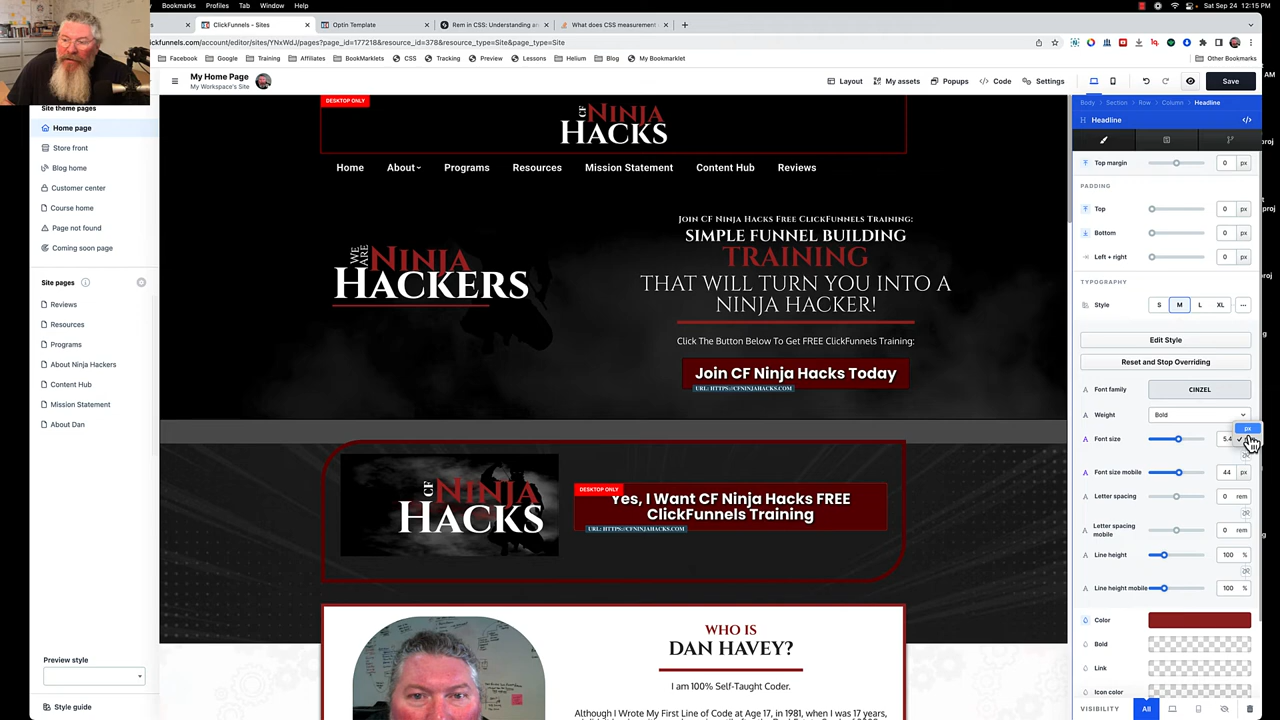 Bookmarks Profiles Tab Window Help
Sat Sep 24 12:15 PM
ClickFunnels - Sites
Optin Template
Rem in CSS: Understanding an
What does CSS measurement
ckfunnels.com/account/editor/sites/YNxWdJ/pages?page_id=177218&resource_id=378&resource_type=Site&page_type=Site
Facebook Google Training Affiliates BookMarklets CSS Tracking Preview Lessons Helium Blog My Bookmarklet Other Bookmarks
My Home Page
My Workspace's Site
Layout My assets Popups Code Settings Save
Site theme pages
Home page
Store front
Blog home
Customer center
Course home
Page not found
Coming soon page
Site pages
Reviews
Resources
Programs
About Ninja Hackers
Content Hub
Mission Statement
About Dan
Preview style
Style guide
DESKTOP ONLY
CF NINJA
HACKS
Home About Programs Resources Mission Statement Content Hub Reviews
WE ARE NINJA
HACKERS
JOIN CF NINJA HACKS FREE CLICKFUNNELS TRAINING:
SIMPLE FUNNEL BUILDING
TRAINING
THAT WILL TURN YOU INTO A
NINJA HACKER!
Click The Button Below To Get FREE ClickFunnels Training:
Join CF Ninja Hacks Today
URL: HTTPS://CFNINJAHACKS.COM
CF NINJA
HACKS
DESKTOP ONLY
Yes, I Want CF Ninja Hacks FREE
ClickFunnels Training
URL: HTTPS://CFNINJAHACKS.COM
WHO IS
DAN HAVEY?
I am 100% Self-Taught Coder.
Although I Wrote My First Line of Code at Age 17, in 1981, when I was 17 years,
Body Section Row Column Headline
Headline
Top margin 0 px
PADDING
Top 0 px
Bottom 0 px
Left + right 0 px
TYPOGRAPHY
Style S M L XL
Edit Style
Reset and Stop Overriding
Font family CINZEL
Weight Bold
px
Font size 5.4
Font size mobile 44 px
Letter spacing 0 rem
Letter spacing
mobile 0 rem
Line height 100 %
Line height mobile 100 %
Color
Bold
Link
Icon color
VISIBILITY All